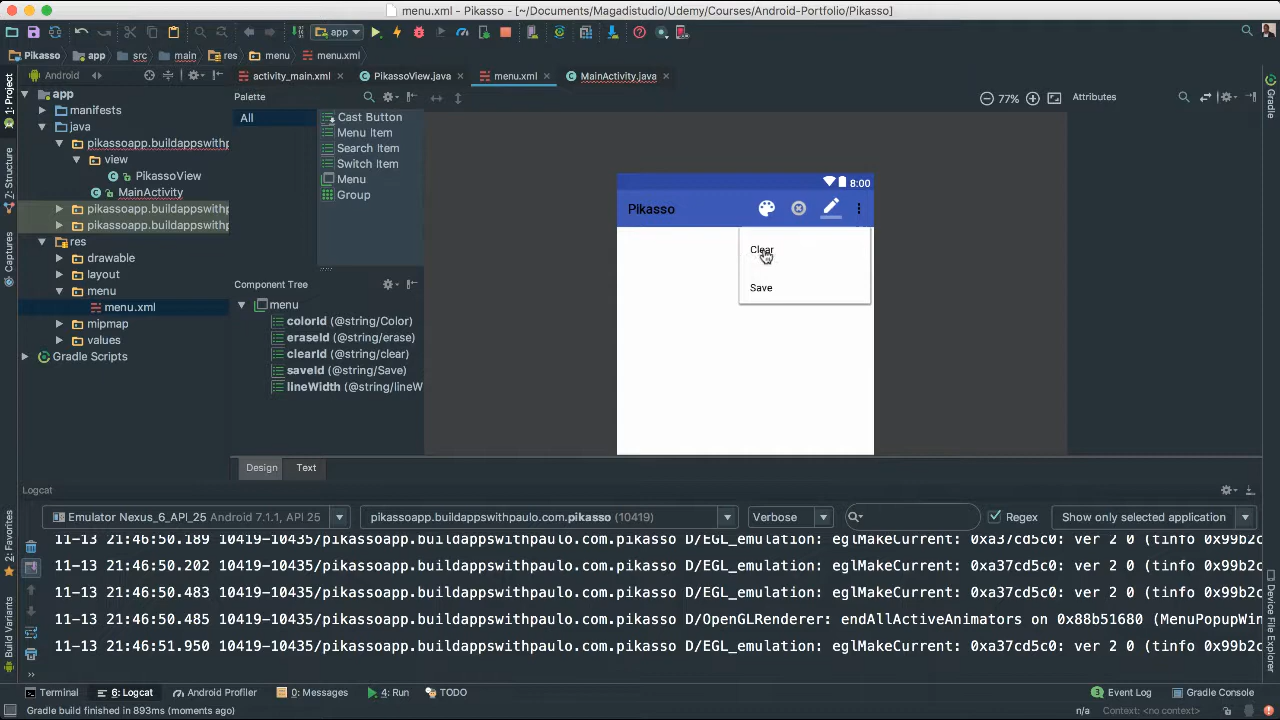 menu.xml - Pikasso - [~/Documents/Magadistudio/Udemy/Courses/Android-Portfolio/Pikasso]
app
Pikasso app src main res menu menu.xml
Android
activity_main.xml PikassoView.java menu.xml MainActivity.java
1: Project
Z: Structure
Captures
2: Favorites
Build Variants
app
manifests
java
pikassoapp.buildappswithp
view
PikassoView
MainActivity
pikassoapp.buildappswithp
pikassoapp.buildappswithp
res
drawable
layout
menu
menu.xml
mipmap
values
Gradle Scripts
Palette
All
Cast Button
Menu Item
Search Item
Switch Item
Menu
Group
Component Tree
menu
colorId (@string/Color)
eraseId (@string/erase)
clearId (@string/clear)
saveId (@string/Save)
lineWidth (@string/lineW
77%
Attributes
8:00
Pikasso
Clear
Save
Gradle
Device File Explorer
Design Text
Logcat
Emulator Nexus_6_API_25 Android 7.1.1, API 25 pikassoapp.buildappswithpaulo.com.pikasso (10419) Verbose Regex Show only selected application
11-13 21:46:50.189 10419-10435/pikassoapp.buildappswithpaulo.com.pikasso D/EGL_emulation: eglMakeCurrent: 0xa37cd5c0: ver 2 0 (tinfo 0x99b2c
11-13 21:46:50.202 10419-10435/pikassoapp.buildappswithpaulo.com.pikasso D/EGL_emulation: eglMakeCurrent: 0xa37cd5c0: ver 2 0 (tinfo 0x99b2c
11-13 21:46:50.483 10419-10435/pikassoapp.buildappswithpaulo.com.pikasso D/EGL_emulation: eglMakeCurrent: 0xa37cd5c0: ver 2 0 (tinfo 0x99b2c
11-13 21:46:50.485 10419-10435/pikassoapp.buildappswithpaulo.com.pikasso D/OpenGLRenderer: endAllActiveAnimators on 0x88b51680 (MenuPopupWin
11-13 21:46:51.950 10419-10435/pikassoapp.buildappswithpaulo.com.pikasso D/EGL_emulation: eglMakeCurrent: 0xa37cd5c0: ver 2 0 (tinfo 0x99b2c
Terminal 6: Logcat Android Profiler 0: Messages 4: Run TODO Event Log Gradle Console
Gradle build finished in 893ms (moments ago) n/a Context: <no context>